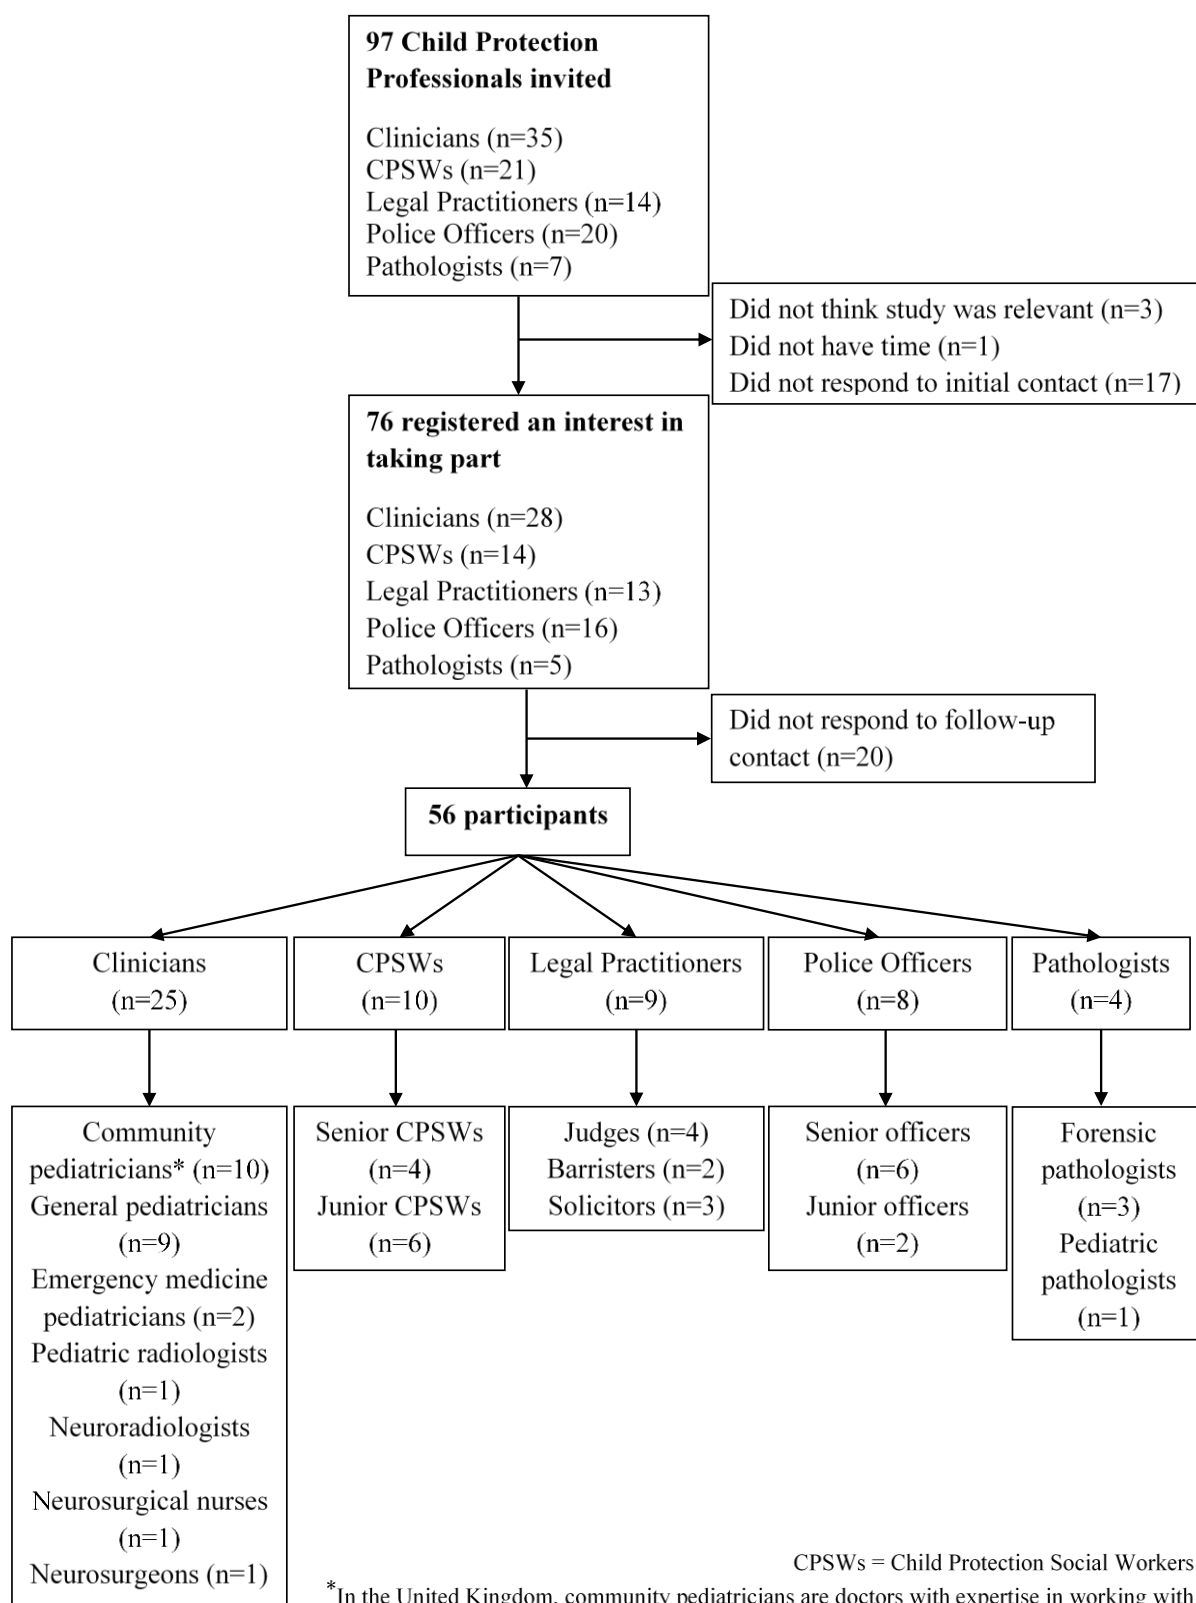 97 Child Protection
Professionals invited
Clinicians (n=35)
CPSWs (n=21)
Legal Practitioners (n=14)
Police Officers (n=20)
Pathologists (n=7)
Did not think study was relevant (n=3)
Did not have time (n=1)
Did not respond to initial contact (n=17)
76 registered an interest in
taking part
Clinicians (n=28)
CPSWs (n=14)
Legal Practitioners (n=13)
Police Officers (n=16)
Pathologists (n=5)
Did not respond to follow-up
contact (n=20)
56 participants
Clinicians
(n=25)
CPSWs
(n=10)
Legal Practitioners
(n=9)
Police Officers
(n=8)
Pathologists
(n=4)
Community
pediatricians* (n=10)
General pediatricians
(n=9)
Emergency medicine
pediatricians (n=2)
Pediatric radiologists
(n=1)
Neuroradiologists
(n=1)
Neurosurgical nurses
(n=1)
Neurosurgeons (n=1)
Senior CPSWs
(n=4)
Junior CPSWs
(n=6)
Judges (n=4)
Barristers (n=2)
Solicitors (n=3)
Senior officers
(n=6)
Junior officers
(n=2)
Forensic
pathologists
(n=3)
Pediatric
pathologists
(n=1)
CPSWs = Child Protection Social Workers
*In the United Kingdom, community pediatricians are doctors with expertise in working with